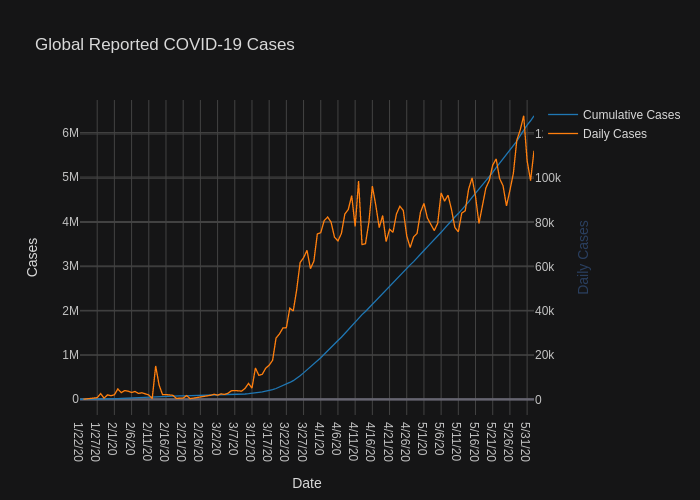 Global Reported COVID-19 Cases
Cumulative Cases
Daily Cases
6M
5M
4M
3M
2M
1M
0
Cases
100k
80k
60k
40k
20k
0
Daily Cases
1/22/20
1/27/20
2/1/20
2/6/20
2/11/20
2/16/20
2/21/20
2/26/20
3/2/20
3/7/20
3/12/20
3/17/20
3/22/20
3/27/20
4/1/20
4/6/20
4/11/20
4/16/20
4/21/20
4/26/20
5/1/20
5/6/20
5/11/20
5/16/20
5/21/20
5/26/20
5/31/20
Date